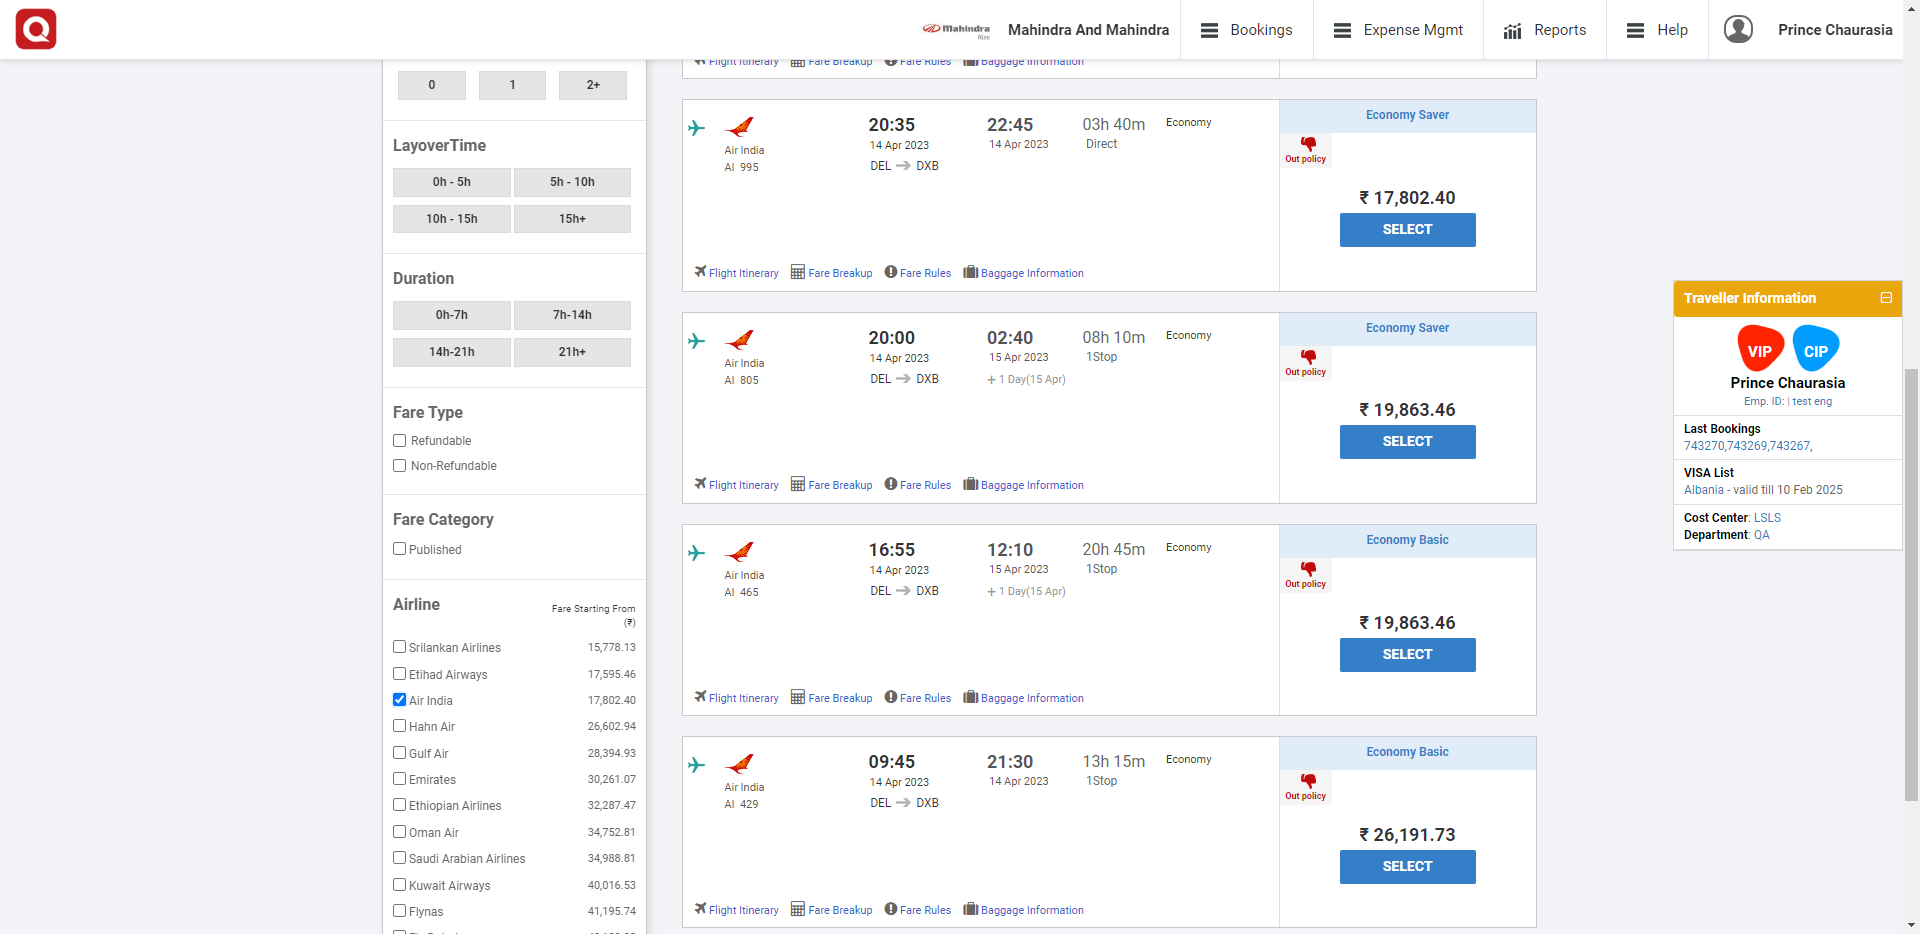 Q
Mahindra Rise
Mahindra And Mahindra
Bookings
Expense Mgmt
Reports
Help
Prince Chaurasia
0 1 2+
LayoverTime
0h - 5h 5h - 10h
10h - 15h 15h+
Duration
0h-7h 7h-14h
14h-21h 21h+
Fare Type
Refundable
Non-Refundable
Fare Category
Published
Airline
Fare Starting From
(₹)
Srilankan Airlines 15,778.13
Etihad Airways 17,595.46
Air India 17,802.40
Hahn Air 26,602.94
Gulf Air 28,394.93
Emirates 30,261.07
Ethiopian Airlines 32,287.47
Oman Air 34,752.81
Saudi Arabian Airlines 34,988.81
Kuwait Airways 40,016.53
Flynas 41,195.74
Flight Itinerary Fare Breakup Fare Rules Baggage Information
Air India
AI 995
20:35
14 Apr 2023
DEL DXB
22:45
14 Apr 2023
03h 40m
Direct
Economy
Economy Saver
Out policy
₹ 17,802.40
SELECT
Flight Itinerary Fare Breakup Fare Rules Baggage Information
Air India
AI 805
20:00
14 Apr 2023
DEL DXB
02:40
15 Apr 2023
+ 1 Day(15 Apr)
08h 10m
1Stop
Economy
Economy Saver
Out policy
₹ 19,863.46
SELECT
Flight Itinerary Fare Breakup Fare Rules Baggage Information
Air India
AI 465
16:55
14 Apr 2023
DEL DXB
12:10
15 Apr 2023
+ 1 Day(15 Apr)
20h 45m
1Stop
Economy
Economy Basic
Out policy
₹ 19,863.46
SELECT
Flight Itinerary Fare Breakup Fare Rules Baggage Information
Air India
AI 429
09:45
14 Apr 2023
DEL DXB
21:30
14 Apr 2023
13h 15m
1Stop
Economy
Economy Basic
Out policy
₹ 26,191.73
SELECT
Flight Itinerary Fare Breakup Fare Rules Baggage Information
Traveller Information
VIP CIP
Prince Chaurasia
Emp. ID: | test eng
Last Bookings
743270,743269,743267,
VISA List
Albania - valid till 10 Feb 2025
Cost Center: LSLS
Department: QA